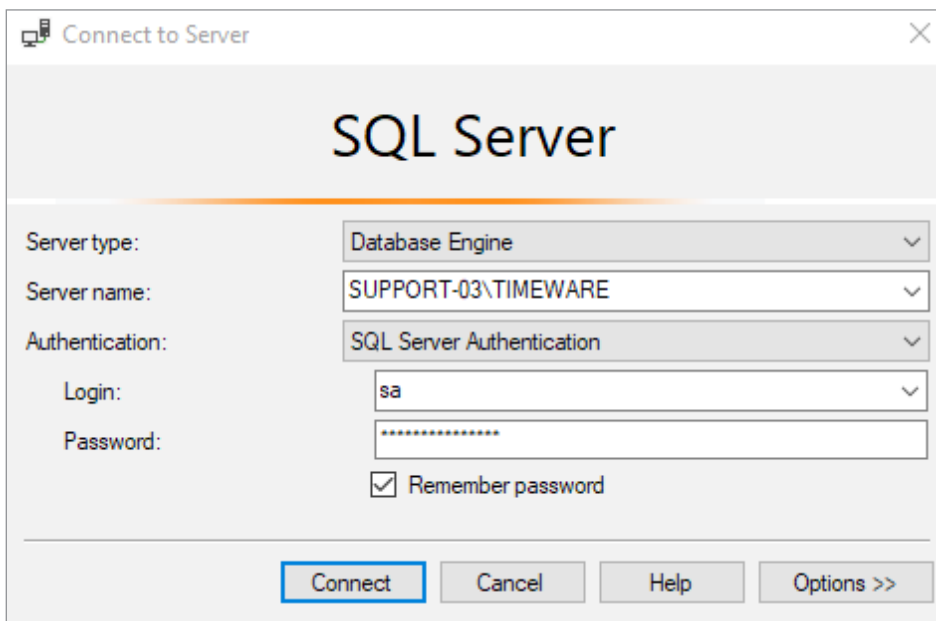 Connect to Server
SQL Server
Server type: Database Engine
Server name: SUPPORT-03\TIMEWARE
Authentication: SQL Server Authentication
Login: sa
Password: ***************
Remember password
Connect Cancel Help Options >>